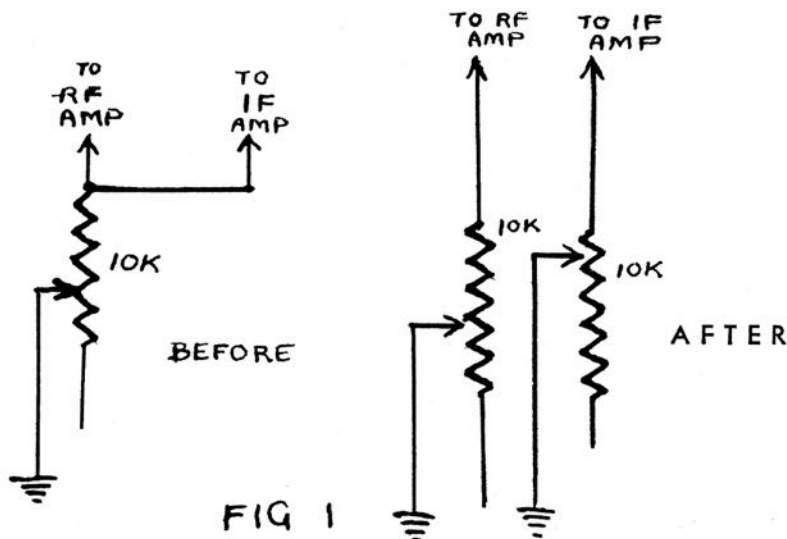 TO
RF
AMP
TO
IF
AMP
10K
BEFORE
TO RF
AMP
TO IF
AMP
10K
10K
AFTER
FIG 1